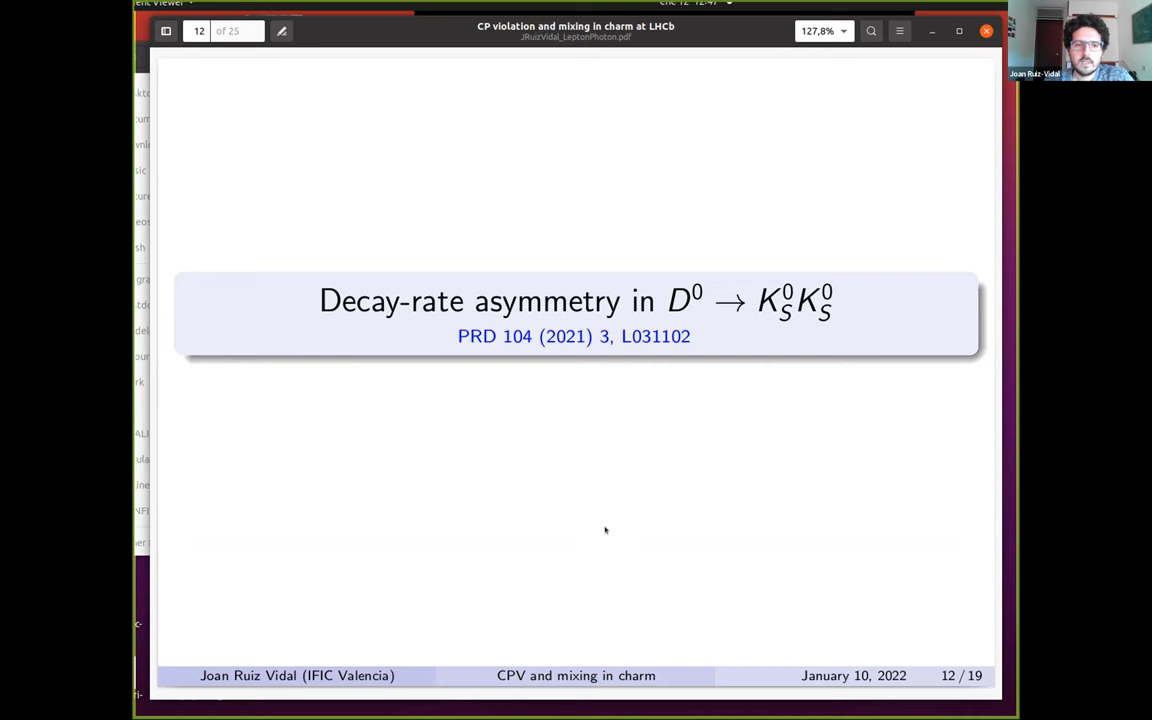 12 of 25
CP violation and mixing in charm at LHCb
JRuizVidal_LeptonPhoton.pdf
127,8%
Joan Ruiz-Vidal
Decay-rate asymmetry in D⁰ → K_S⁰K_S⁰
PRD 104 (2021) 3, L031102
Joan Ruiz Vidal (IFIC Valencia) CPV and mixing in charm January 10, 2022 12 / 19